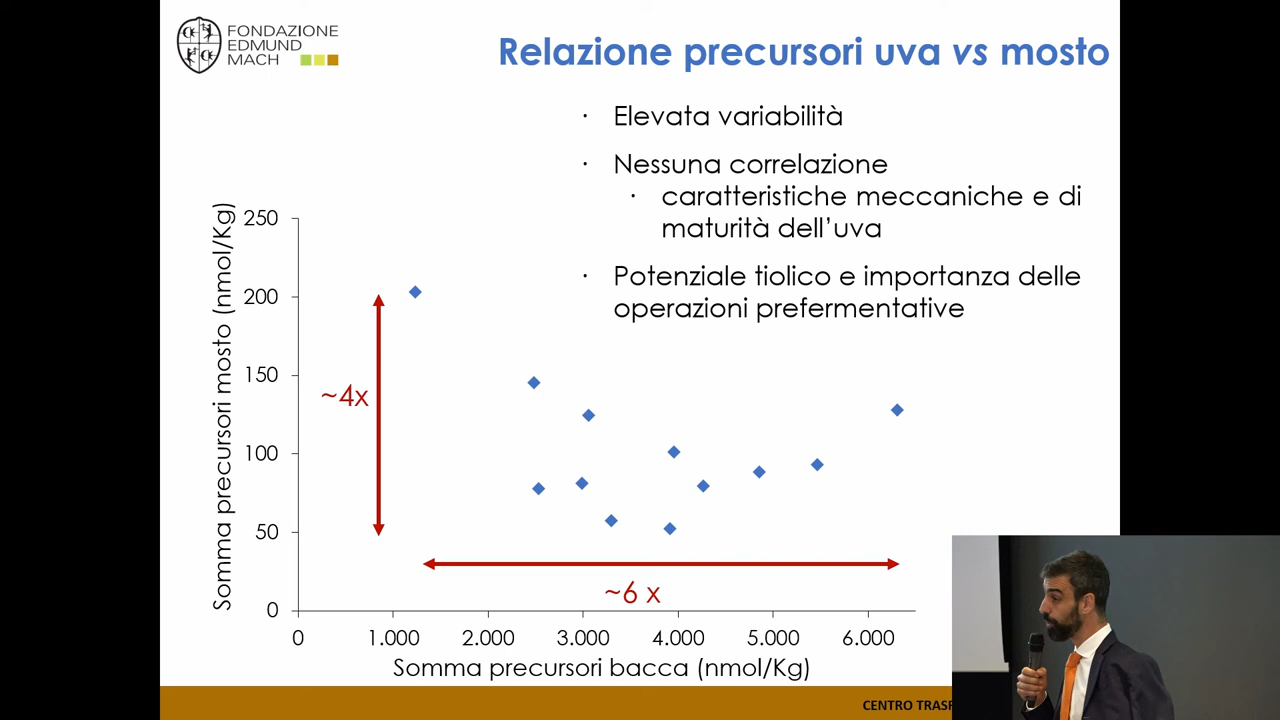 FONDAZIONE
EDMUND
MACH
Relazione precursori uva vs mosto
· Elevata variabilità
· Nessuna correlazione
· caratteristiche meccaniche e di
maturità dell’uva
· Potenziale tiolico e importanza delle
operazioni prefermentative
Somma precursori mosto (nmol/Kg)
250
200
150
100
50
0
~4x
~6 x
0 1.000 2.000 3.000 4.000 5.000 6.000
Somma precursori bacca (nmol/Kg)
CENTRO